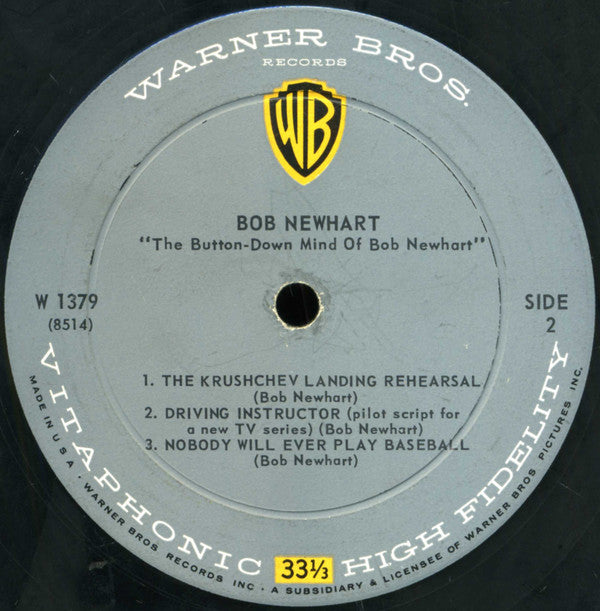 WARNER BROS.
RECORDS
WB
BOB NEWHART
"The Button-Down Mind Of Bob Newhart"
W 1379
(8514)
SIDE
2
1. THE KRUSHCHEV LANDING REHEARSAL
(Bob Newhart)
2. DRIVING INSTRUCTOR (pilot script for
a new TV series) (Bob Newhart)
3. NOBODY WILL EVER PLAY BASEBALL
(Bob Newhart)
VITAPHONIC 33⅓ HIGH FIDELITY
MADE IN U.S.A. • WARNER BROS. RECORDS INC • A SUBSIDIARY & LICENSEE OF WARNER BROS PICTURES INC.